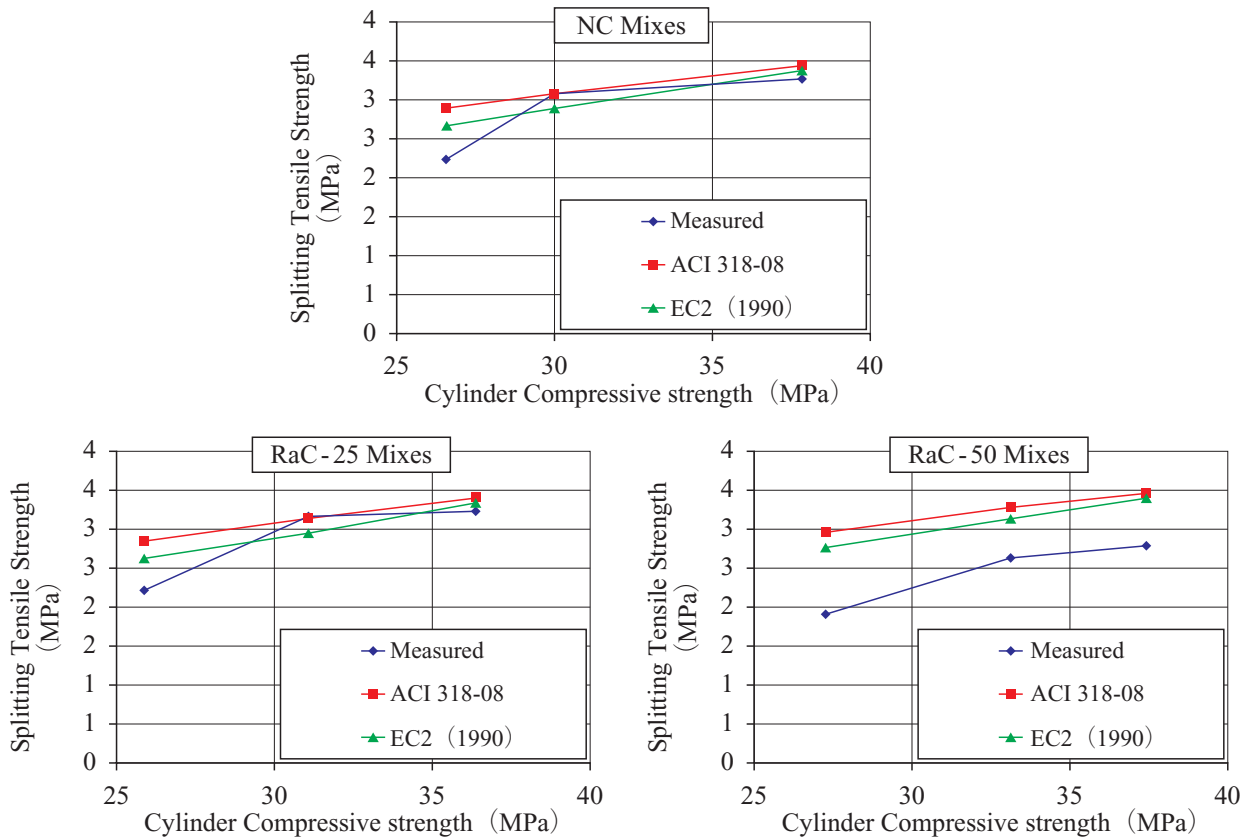 NC Mixes
4
4
3
3
2
2
1
1
0
25 30 35 40
Splitting Tensile Strength
(MPa)
Cylinder Compressive strength (MPa)
Measured
ACI 318-08
EC2 (1990)
RaC-25 Mixes
4
4
3
3
2
2
1
1
0
25 30 35 40
Splitting Tensile Strength
(MPa)
Cylinder Compressive strength (MPa)
Measured
ACI 318-08
EC2 (1990)
RaC-50 Mixes
4
4
3
3
2
2
1
1
0
25 30 35 40
Splitting Tensile Strength
(MPa)
Cylinder Compressive strength (MPa)
Measured
ACI 318-08
EC2 (1990)